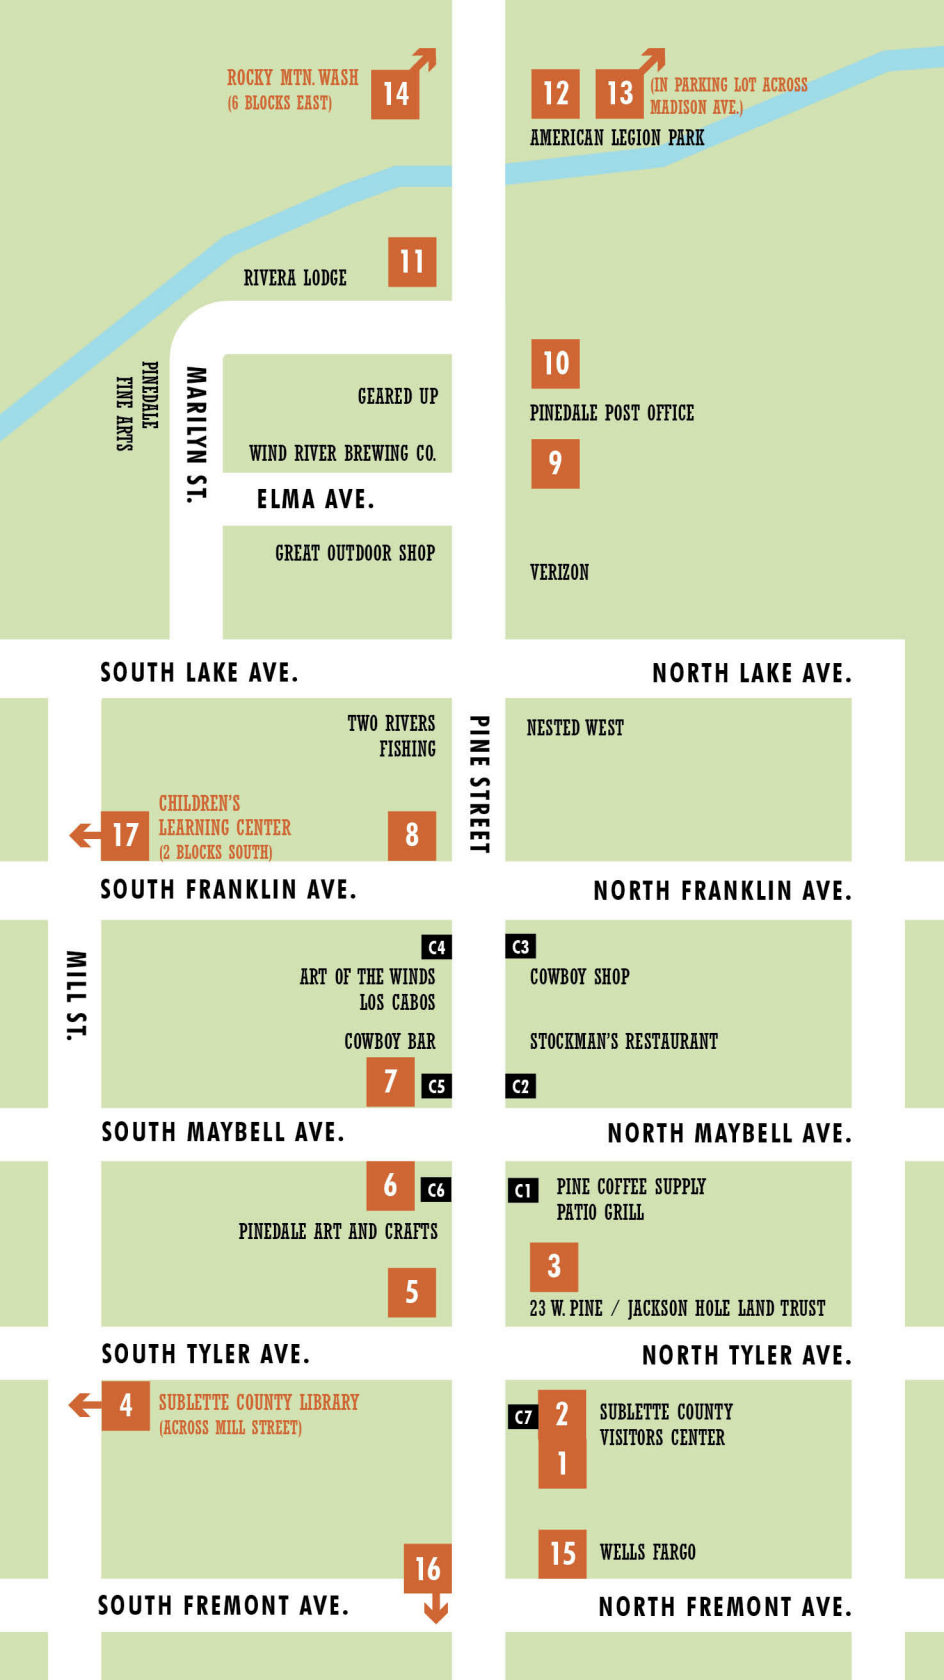 ROCKY MTN. WASH
(6 BLOCKS EAST)
14
12
13
(IN PARKING LOT ACROSS
MADISON AVE.)
AMERICAN LEGION PARK
11
RIVERA LODGE
10
PINEDALE
FINE ARTS
MARILYN ST.
GEARED UP
PINEDALE POST OFFICE
WIND RIVER BREWING CO.
9
ELMA AVE.
GREAT OUTDOOR SHOP
VERIZON
SOUTH LAKE AVE.
NORTH LAKE AVE.
TWO RIVERS
FISHING
PINE STREET
NESTED WEST
17
CHILDREN'S
LEARNING CENTER
(2 BLOCKS SOUTH)
8
SOUTH FRANKLIN AVE.
NORTH FRANKLIN AVE.
MILL ST.
C4
C3
ART OF THE WINDS
LOS CABOS
COWBOY SHOP
COWBOY BAR
STOCKMAN'S RESTAURANT
7
C5
C2
SOUTH MAYBELL AVE.
NORTH MAYBELL AVE.
6
C6
C1
PINE COFFEE SUPPLY
PATIO GRILL
PINEDALE ART AND CRAFTS
3
5
23 W. PINE / JACKSON HOLE LAND TRUST
SOUTH TYLER AVE.
NORTH TYLER AVE.
4
SUBLETTE COUNTY LIBRARY
(ACROSS MILL STREET)
C7
2
SUBLETTE COUNTY
VISITORS CENTER
1
15
WELLS FARGO
16
SOUTH FREMONT AVE.
NORTH FREMONT AVE.